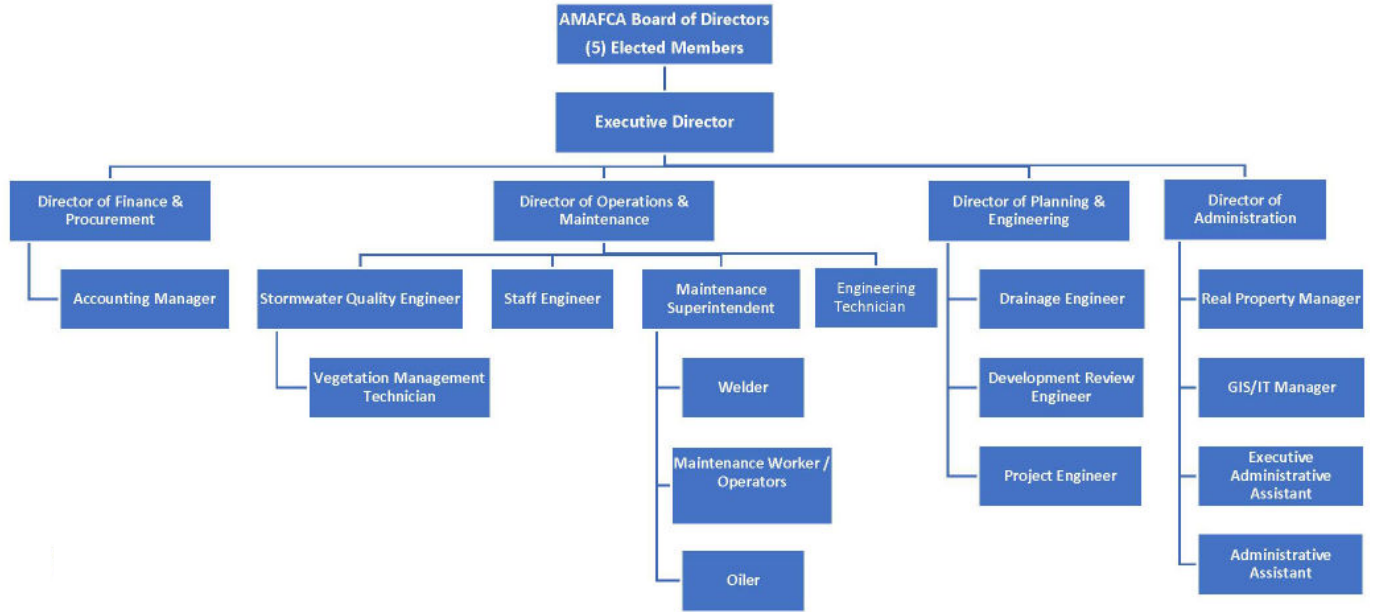 AMAFCA Board of Directors
(5) Elected Members
Executive Director
Director of Finance &
Procurement
Director of Operations &
Maintenance
Director of Planning &
Engineering
Director of
Administration
Accounting Manager
Stormwater Quality Engineer
Staff Engineer
Maintenance
Superintendent
Engineering
Technician
Drainage Engineer
Real Property Manager
Vegetation Management
Technician
Welder
Development Review
Engineer
GIS/IT Manager
Maintenance Worker /
Operators
Project Engineer
Executive
Administrative
Assistant
Oiler
Administrative
Assistant